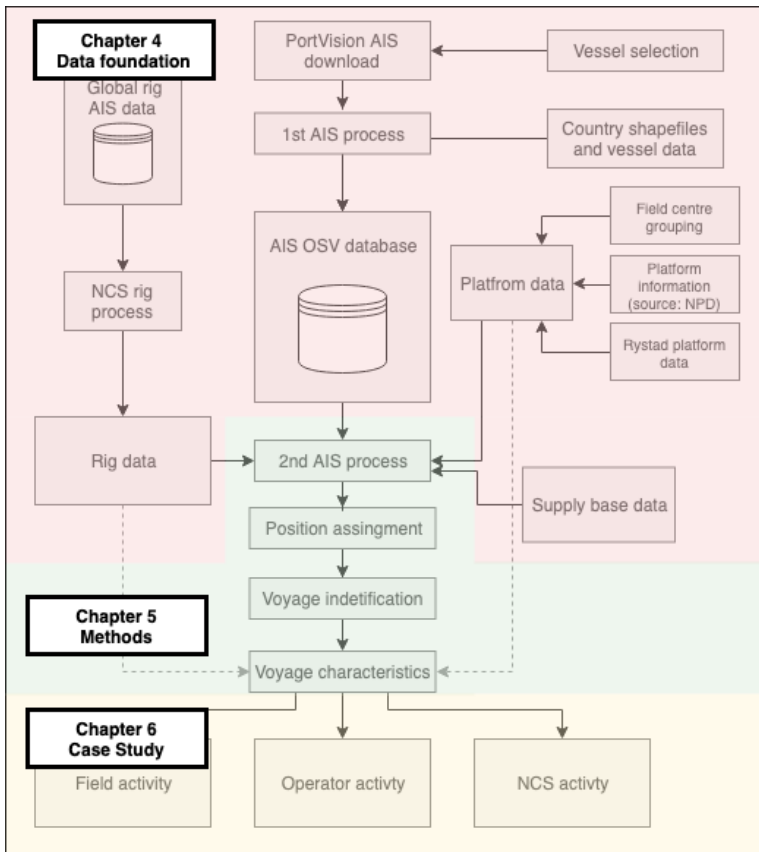 Chapter 4
Data foundation
Global rig
AIS data
PortVision AIS
download
Vessel selection
1st AIS process
Country shapefiles
and vessel data
AIS OSV database
Field centre
grouping
Platfrom data
Platform
information
(source: NPD)
Rystad platform
data
NCS rig
process
Rig data
2nd AIS process
Supply base data
Position assingment
Voyage indetification
Chapter 5
Methods
Voyage characteristics
Chapter 6
Case Study
Field activity
Operator activty
NCS activty